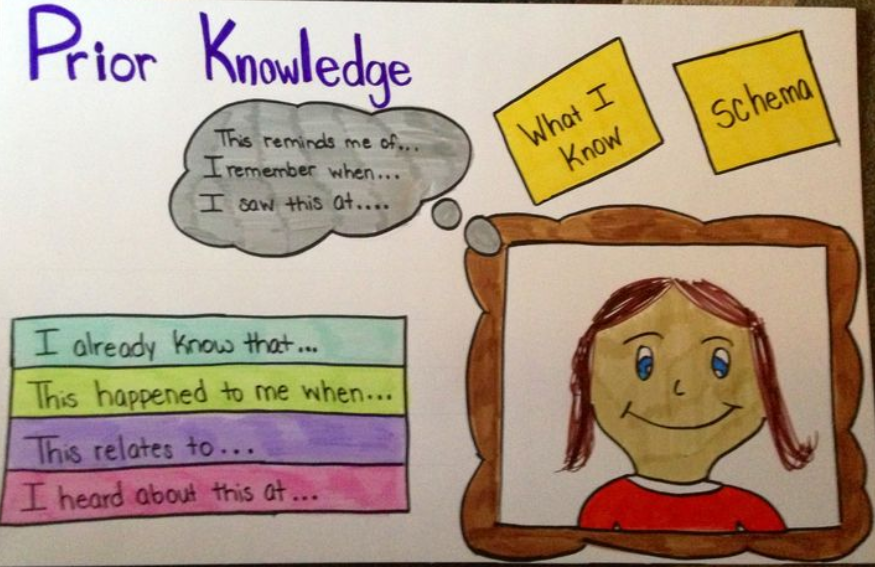 Prior Knowledge
This reminds me of...
I remember when...
I saw this at....
What I
Know
Schema
I already know that...
This happened to me when...
This relates to...
I heard about this at...